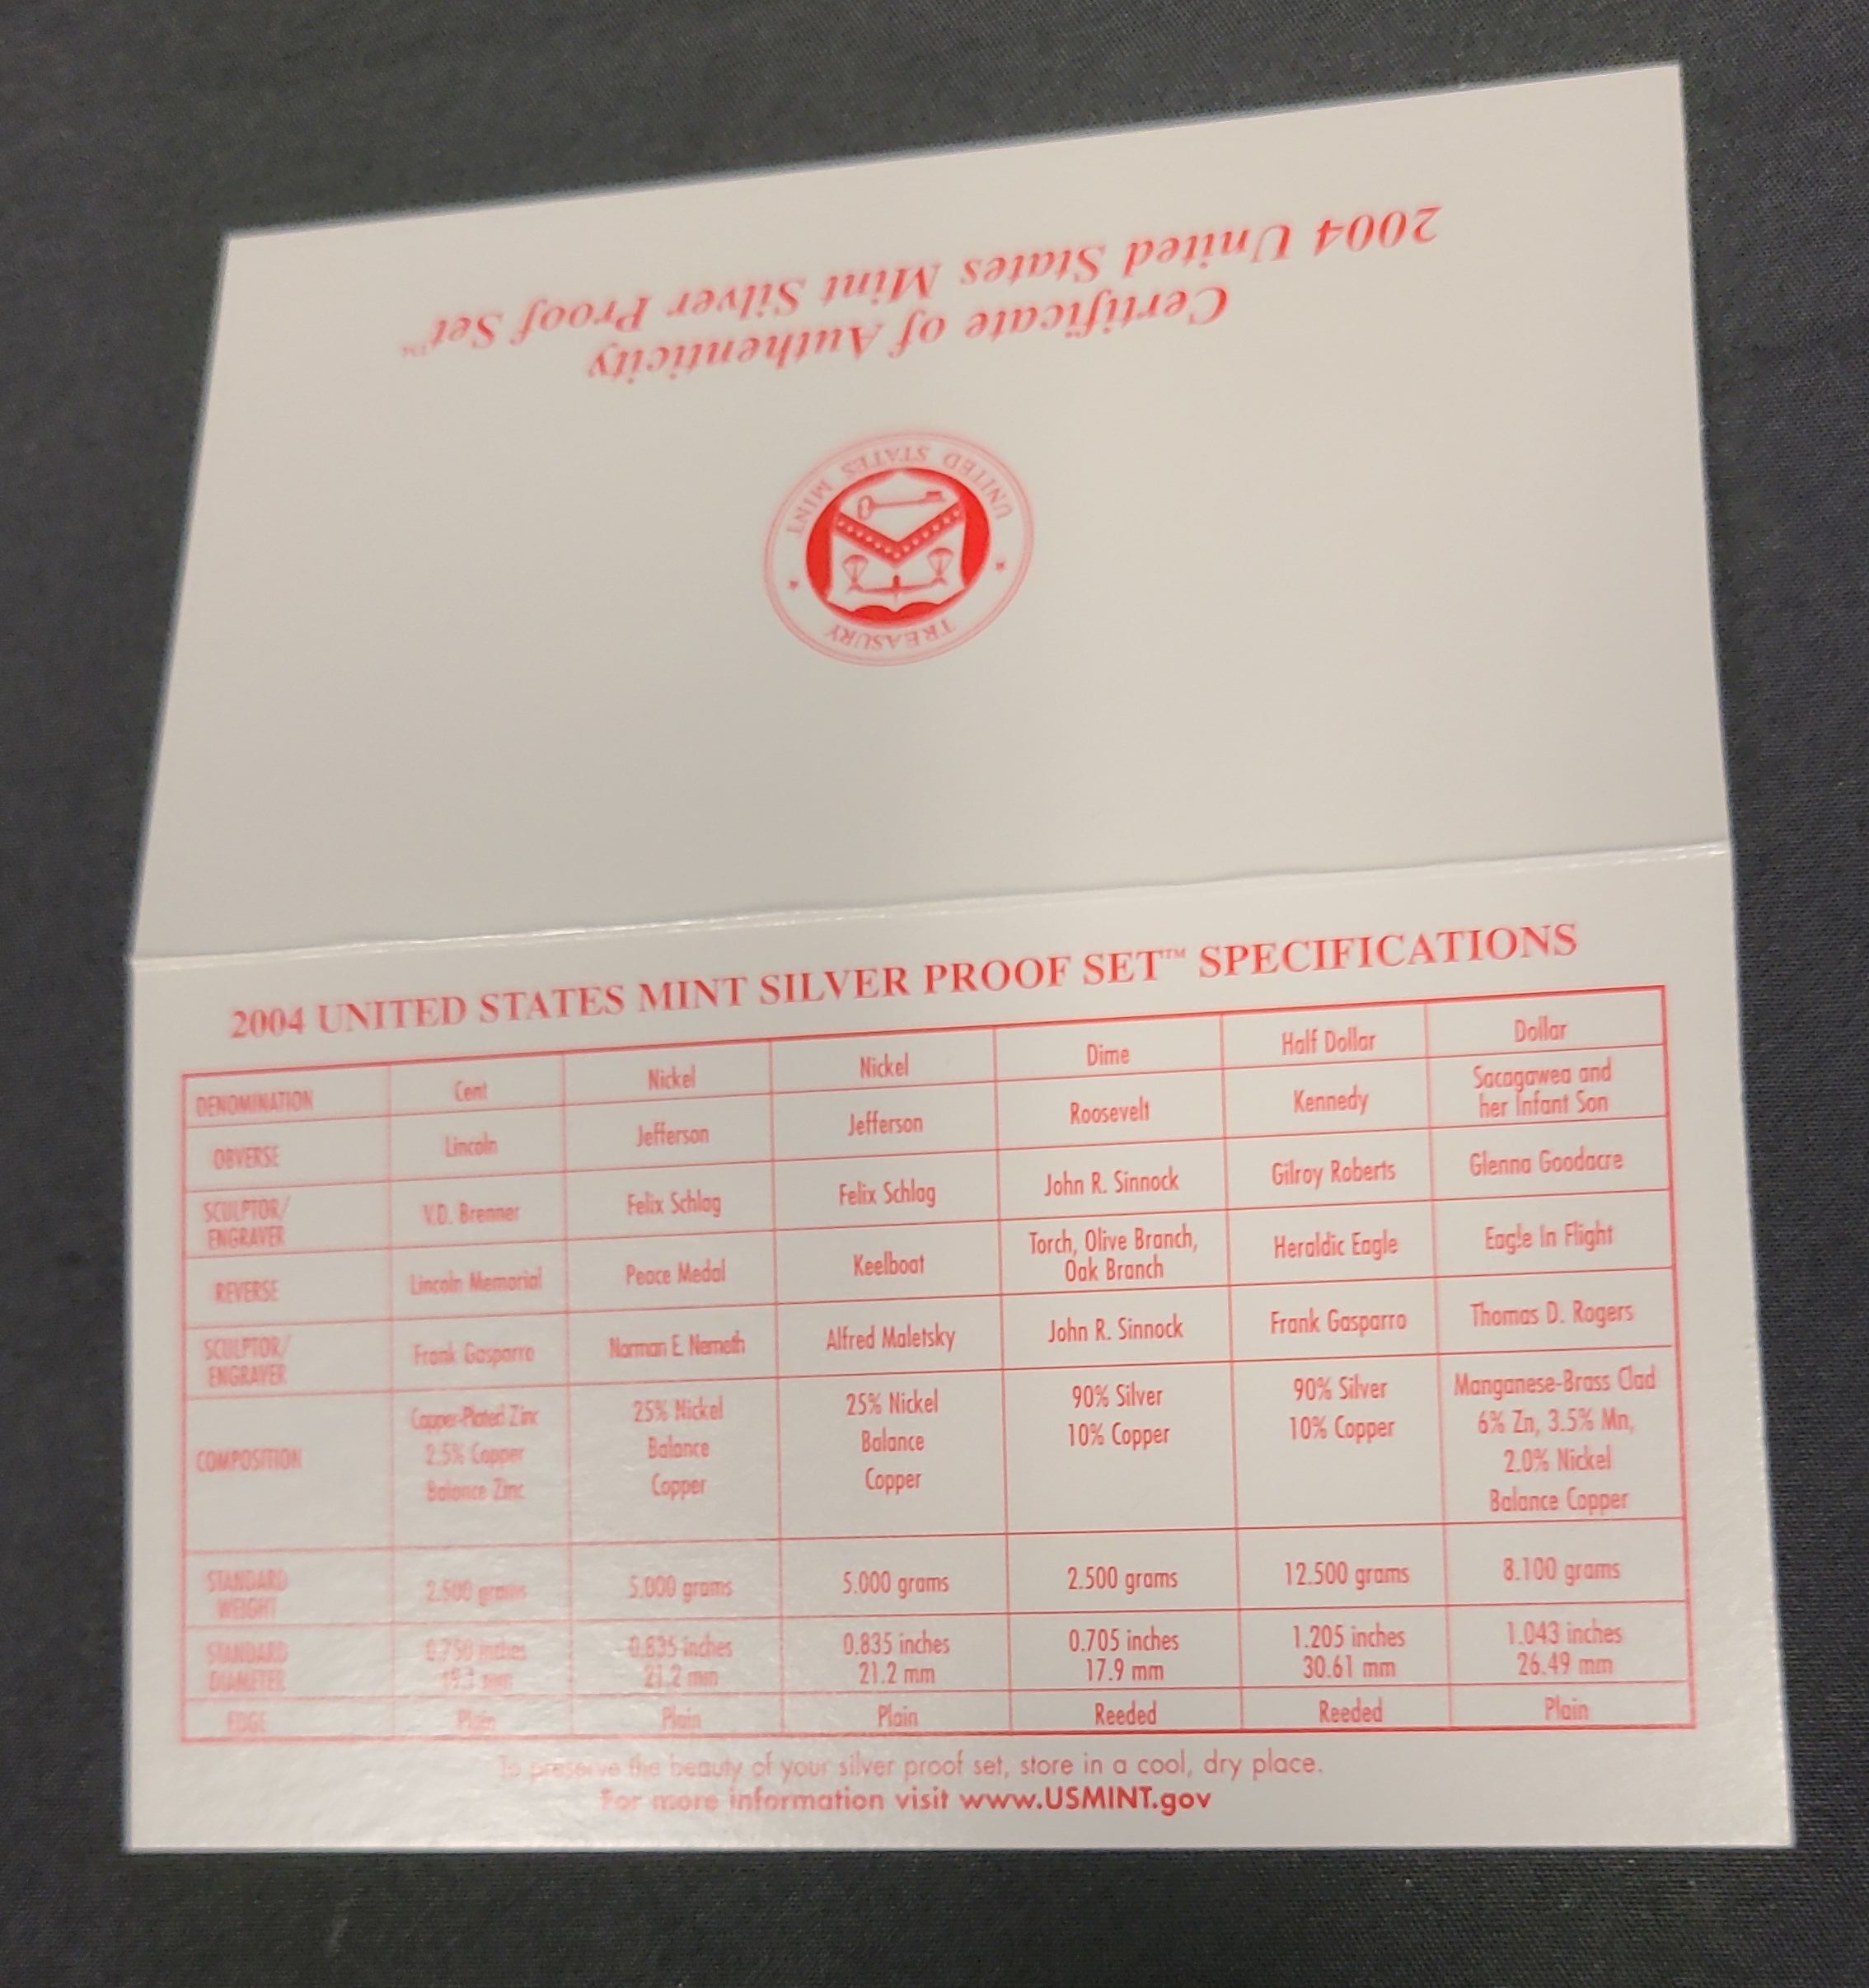 2004 United States Mint Silver Proof Set™
Certificate of Authenticity
UNITED STATES MINT
TREASURY
2004 UNITED STATES MINT SILVER PROOF SET™ SPECIFICATIONS
DENOMINATION Cent Nickel Nickel Dime Half Dollar Dollar
OBVERSE Lincoln Jefferson Jefferson Roosevelt Kennedy Sacagawea and
her Infant Son
SCULPTOR/
ENGRAVER V.D. Brenner Felix Schlag Felix Schlag John R. Sinnock Gilroy Roberts Glenna Goodacre
REVERSE Lincoln Memorial Peace Medal Keelboat Torch, Olive Branch,
Oak Branch Heraldic Eagle Eagle In Flight
SCULPTOR/
ENGRAVER Frank Gasparro Norman E. Nemeth Alfred Maletsky John R. Sinnock Frank Gasparro Thomas D. Rogers
COMPOSITION Copper-Plated Zinc 25% Nickel 25% Nickel 90% Silver 90% Silver Manganese-Brass Clad
2.5% Copper Balance Balance 10% Copper 10% Copper 6% Zn, 3.5% Mn,
Balance Zinc Copper Copper 2.0% Nickel
Balance Copper
STANDARD
WEIGHT 2.500 grams 5.000 grams 5.000 grams 2.500 grams 12.500 grams 8.100 grams
STANDARD 0.750 inches 0.835 inches 0.835 inches 0.705 inches 1.205 inches 1.043 inches
DIAMETER 19.1 mm 21.2 mm 21.2 mm 17.9 mm 30.61 mm 26.49 mm
EDGE Plain Plain Plain Reeded Reeded Plain
To preserve the beauty of your silver proof set, store in a cool, dry place.
For more information visit www.USMINT.gov